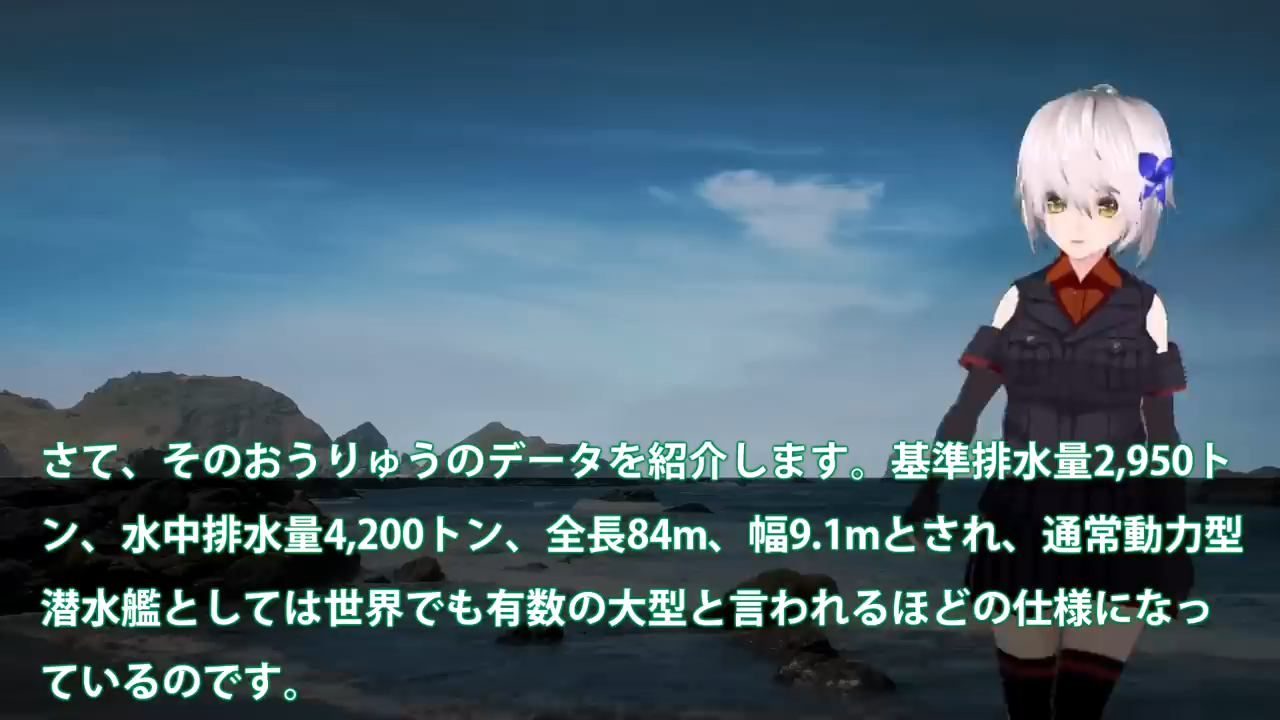 さて、そのおうりゅうのデータを紹介します。基準排水量2,950ト
ン、水中排水量4,200トン、全長84m、幅9.1mとされ、通常動力型
潜水艦としては世界でも有数の大型と言われるほどの仕様になっ
ているのです。